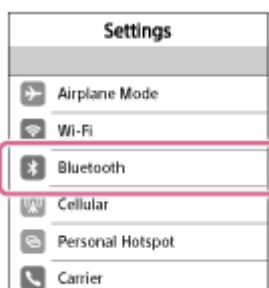 Settings
Airplane Mode
Wi-Fi
Bluetooth
Cellular
Personal Hotspot
Carrier